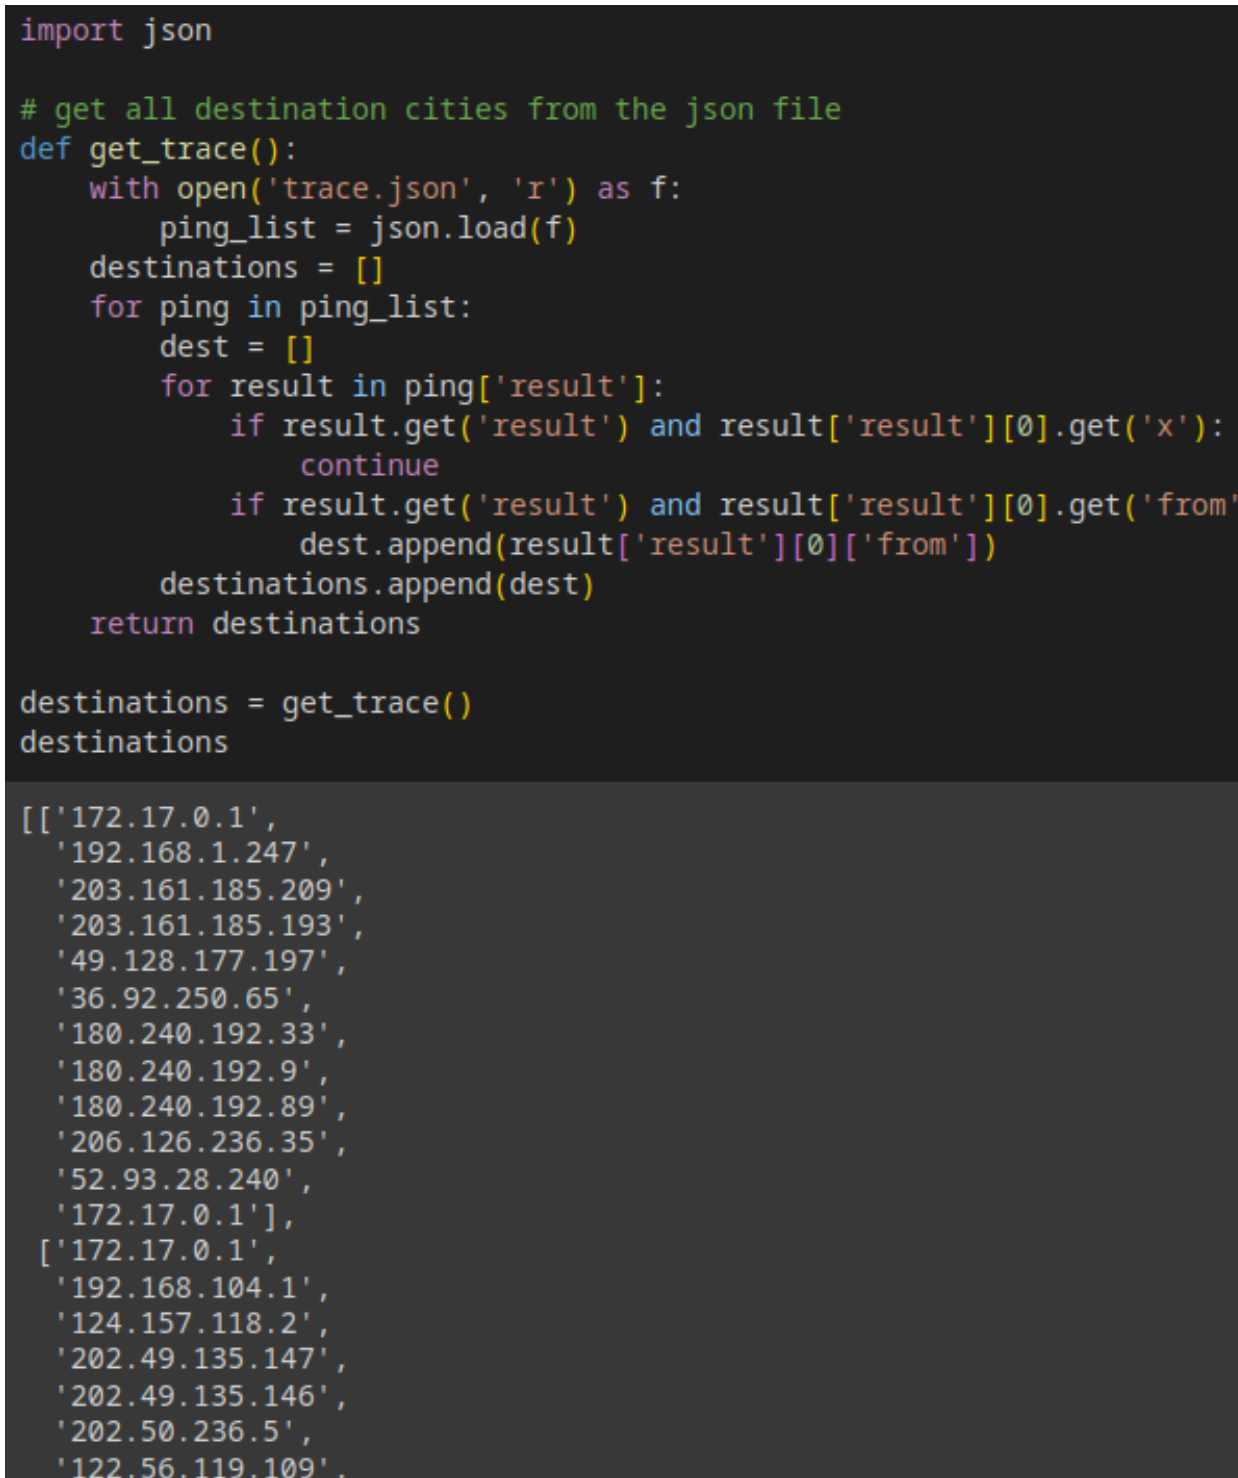 import json
# get all destination cities from the json file
def get_trace():
    with open('trace.json', 'r') as f:
        ping_list = json.load(f)
    destinations = []
    for ping in ping_list:
        dest = []
        for result in ping['result']:
            if result.get('result') and result['result'][0].get('x'):
                continue
            if result.get('result') and result['result'][0].get('from'
                dest.append(result['result'][0]['from'])
        destinations.append(dest)
    return destinations
destinations = get_trace()
destinations
[['172.17.0.1',
  '192.168.1.247',
  '203.161.185.209',
  '203.161.185.193',
  '49.128.177.197',
  '36.92.250.65',
  '180.240.192.33',
  '180.240.192.9',
  '180.240.192.89',
  '206.126.236.35',
  '52.93.28.240',
  '172.17.0.1'],
 ['172.17.0.1',
  '192.168.104.1',
  '124.157.118.2',
  '202.49.135.147',
  '202.49.135.146',
  '202.50.236.5',
  '122.56.119.109',